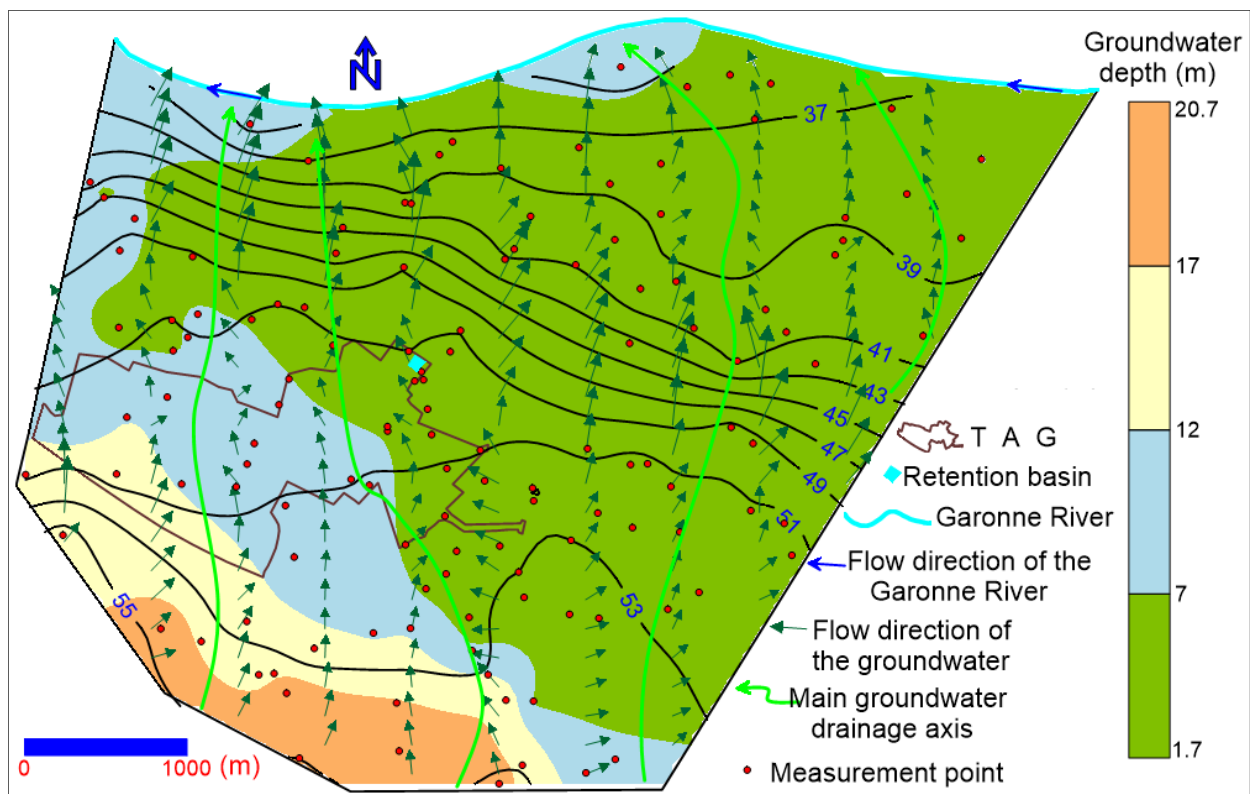 Groundwater
depth (m)
20.7
17
12
7
1.7
N
37
39
41
43
45
47
49
51
53
55
T A G
Retention basin
Garonne River
Flow direction of the
Garonne River
Flow direction of
the groundwater
Main groundwater
drainage axis
Measurement point
0 1000 (m)